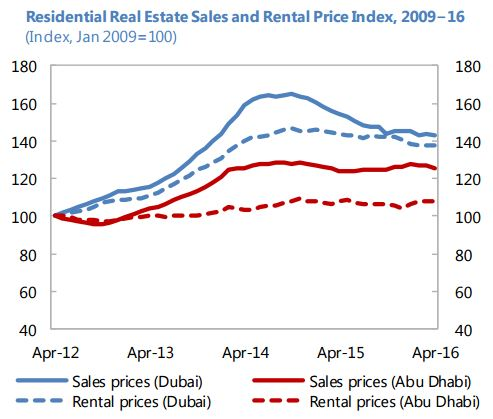 Residential Real Estate Sales and Rental Price Index, 2009–16
(Index, Jan 2009=100)
180 180
160 160
140 140
120 120
100 100
80 80
60 60
40 40
Apr-12 Apr-13 Apr-14 Apr-15 Apr-16
Sales prices (Dubai) Sales prices (Abu Dhabi)
Rental prices (Dubai) Rental prices (Abu Dhabi)